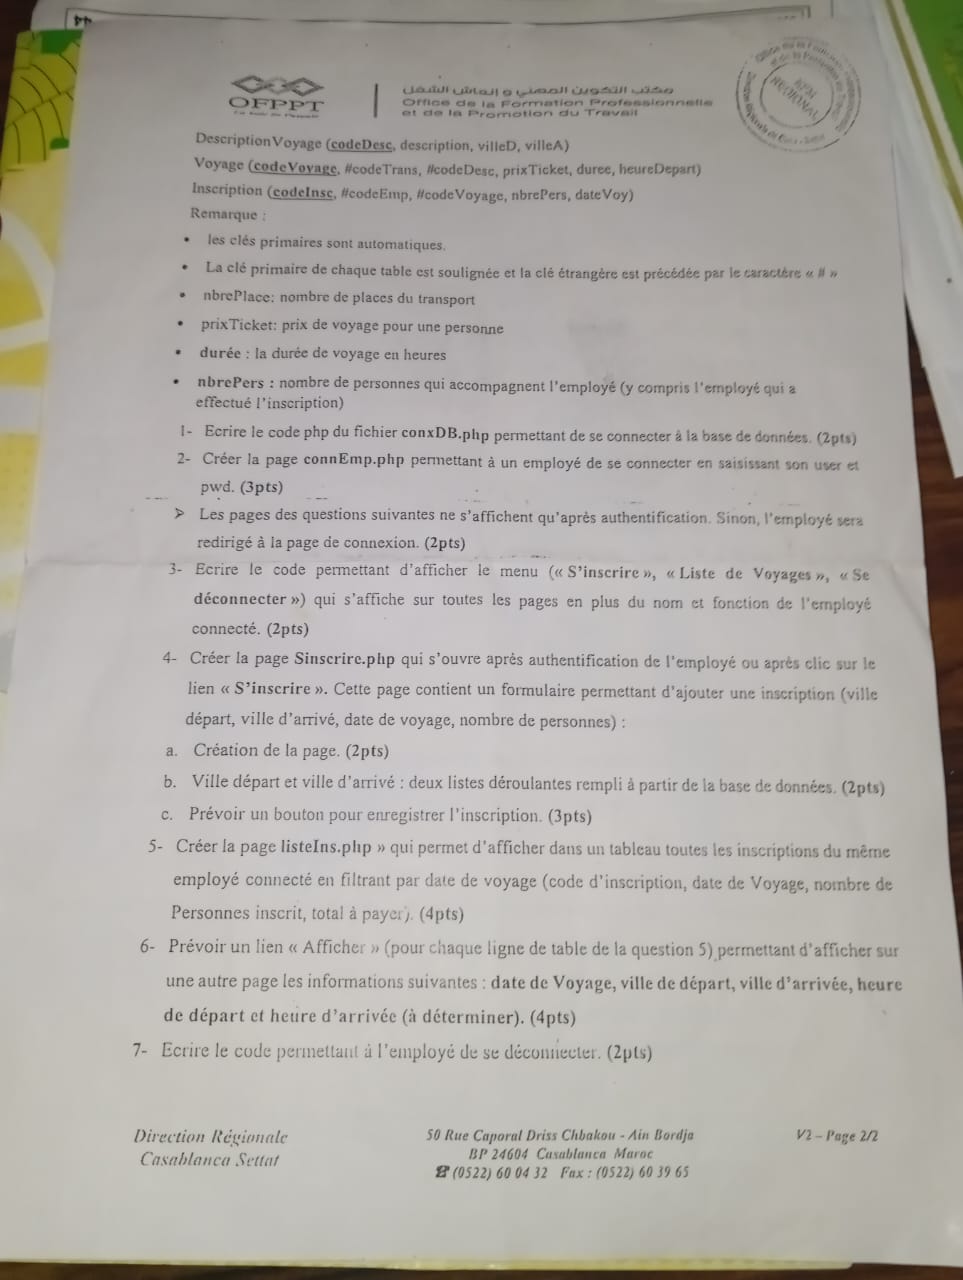 OFPPT
مكتب التكوين المهني و إنعاش الشغل
Office de la Formation Professionnelle
et de la Promotion du Travail
REGIONAL
DescriptionVoyage (codeDesc, description, villeD, villeA)
Voyage (codeVoyage, #codeTrans, #codeDesc, prixTicket, duree, heureDepart)
Inscription (codeInsc, #codeEmp, #codeVoyage, nbrePers, dateVoy)
Remarque :
• les clés primaires sont automatiques.
• La clé primaire de chaque table est soulignée et la clé étrangère est précédée par le caractère « # »
• nbrePlace: nombre de places du transport
• prixTicket: prix de voyage pour une personne
• durée : la durée de voyage en heures
• nbrePers : nombre de personnes qui accompagnent l'employé (y compris l'employé qui a
effectué l'inscription)
1- Ecrire le code php du fichier conxDB.php permettant de se connecter à la base de données. (2pts)
2- Créer la page connEmp.php permettant à un employé de se connecter en saisissant son user et
pwd. (3pts)
➢ Les pages des questions suivantes ne s'affichent qu'après authentification. Sinon, l'employé sera
redirigé à la page de connexion. (2pts)
3- Ecrire le code permettant d'afficher le menu (« S'inscrire », « Liste de Voyages », « Se
déconnecter ») qui s'affiche sur toutes les pages en plus du nom et fonction de l'employé
connecté. (2pts)
4- Créer la page Sinscrire.php qui s'ouvre après authentification de l'employé ou après clic sur le
lien « S'inscrire ». Cette page contient un formulaire permettant d'ajouter une inscription (ville
départ, ville d'arrivé, date de voyage, nombre de personnes) :
a. Création de la page. (2pts)
b. Ville départ et ville d'arrivé : deux listes déroulantes rempli à partir de la base de données. (2pts)
c. Prévoir un bouton pour enregistrer l'inscription. (3pts)
5- Créer la page listeIns.php » qui permet d'afficher dans un tableau toutes les inscriptions du même
employé connecté en filtrant par date de voyage (code d'inscription, date de Voyage, nombre de
Personnes inscrit, total à payer). (4pts)
6- Prévoir un lien « Afficher » (pour chaque ligne de table de la question 5) permettant d'afficher sur
une autre page les informations suivantes : date de Voyage, ville de départ, ville d'arrivée, heure
de départ et heure d'arrivée (à déterminer). (4pts)
7- Ecrire le code permettant à l'employé de se déconnecter. (2pts)
Direction Régionale
Casablanca Settat
50 Rue Caporal Driss Chbakou - Ain Bordja
BP 24604 Casablanca Maroc
☎ (0522) 60 04 32 Fax : (0522) 60 39 65
V2 – Page 2/2